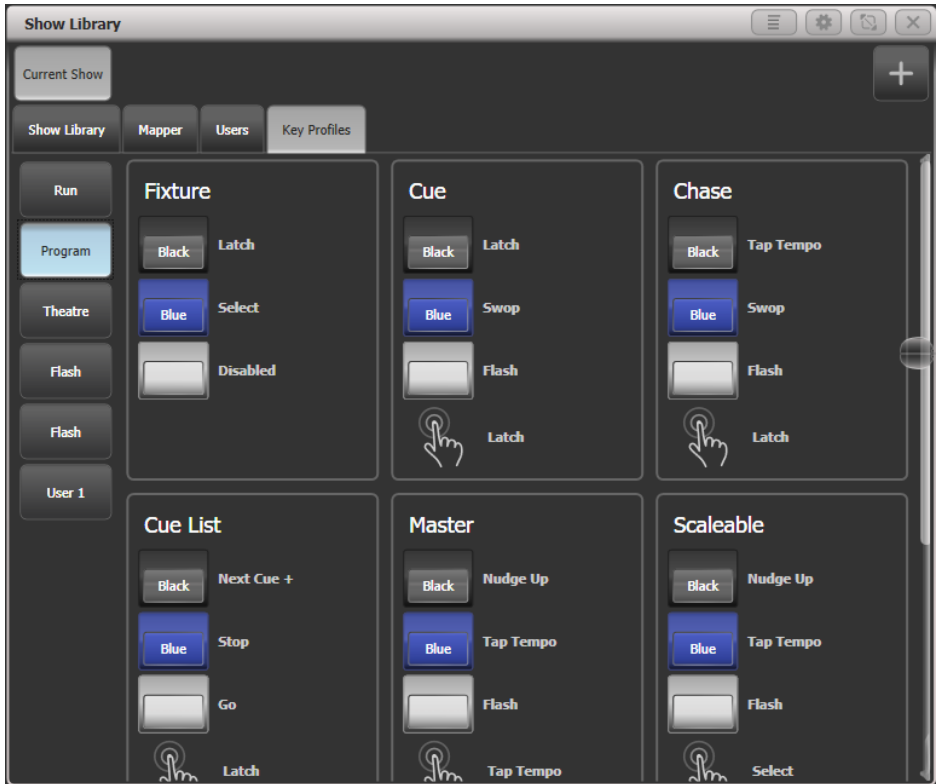 Show Library
Current Show
Show Library Mapper Users Key Profiles
Run
Program
Theatre
Flash
Flash
User 1
Fixture
Black Latch
Blue Select
Disabled
Cue
Black Latch
Blue Swop
Flash
Latch
Chase
Black Tap Tempo
Blue Swop
Flash
Latch
Cue List
Black Next Cue +
Blue Stop
Go
Latch
Master
Black Nudge Up
Blue Tap Tempo
Flash
Tap Tempo
Scaleable
Black Nudge Up
Blue Tap Tempo
Flash
Select